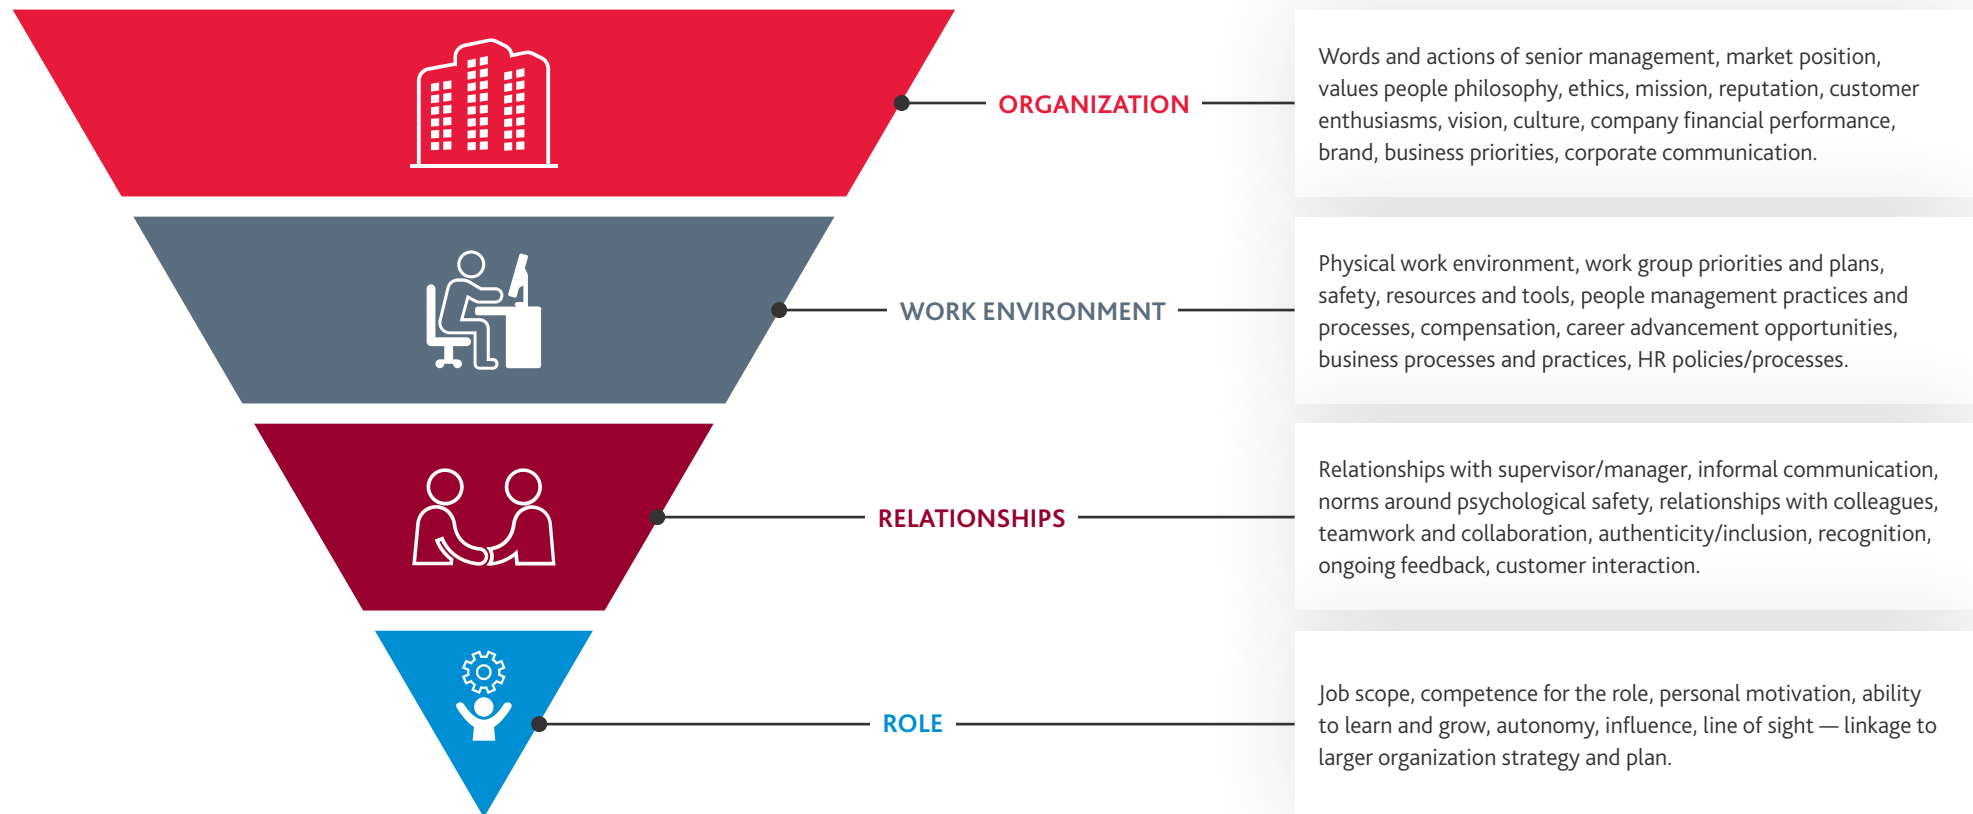 ORGANIZATION
Words and actions of senior management, market position,
values people philosophy, ethics, mission, reputation, customer
enthusiasms, vision, culture, company financial performance,
brand, business priorities, corporate communication.
WORK ENVIRONMENT
Physical work environment, work group priorities and plans,
safety, resources and tools, people management practices and
processes, compensation, career advancement opportunities,
business processes and practices, HR policies/processes.
RELATIONSHIPS
Relationships with supervisor/manager, informal communication,
norms around psychological safety, relationships with colleagues,
teamwork and collaboration, authenticity/inclusion, recognition,
ongoing feedback, customer interaction.
ROLE
Job scope, competence for the role, personal motivation, ability
to learn and grow, autonomy, influence, line of sight — linkage to
larger organization strategy and plan.